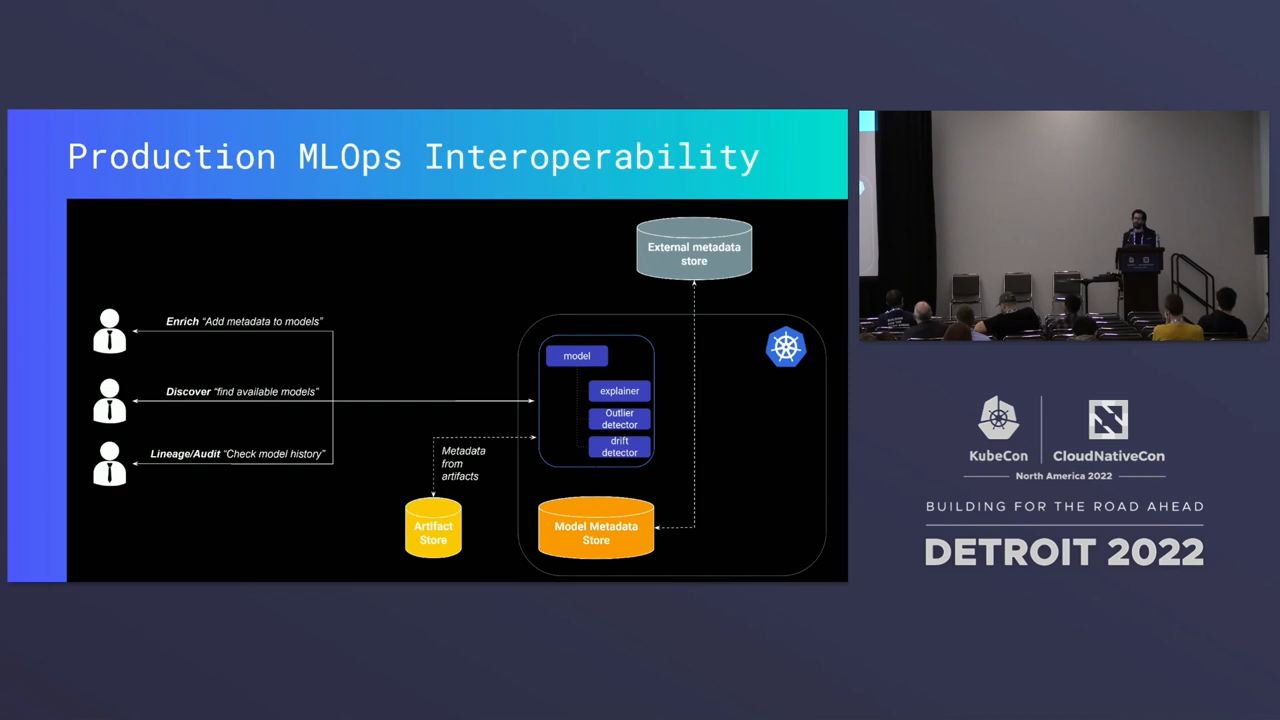 Production MLOps Interoperability
External metadata
store
Enrich "Add metadata to models"
model
Discover "find available models"
explainer
Outlier
detector
drift
detector
Lineage/Audit "Check model history"
Metadata
from
artifacts
Artifact
Store
Model Metadata
Store
KubeCon
CloudNativeCon
North America 2022
BUILDING FOR THE ROAD AHEAD
DETROIT 2022